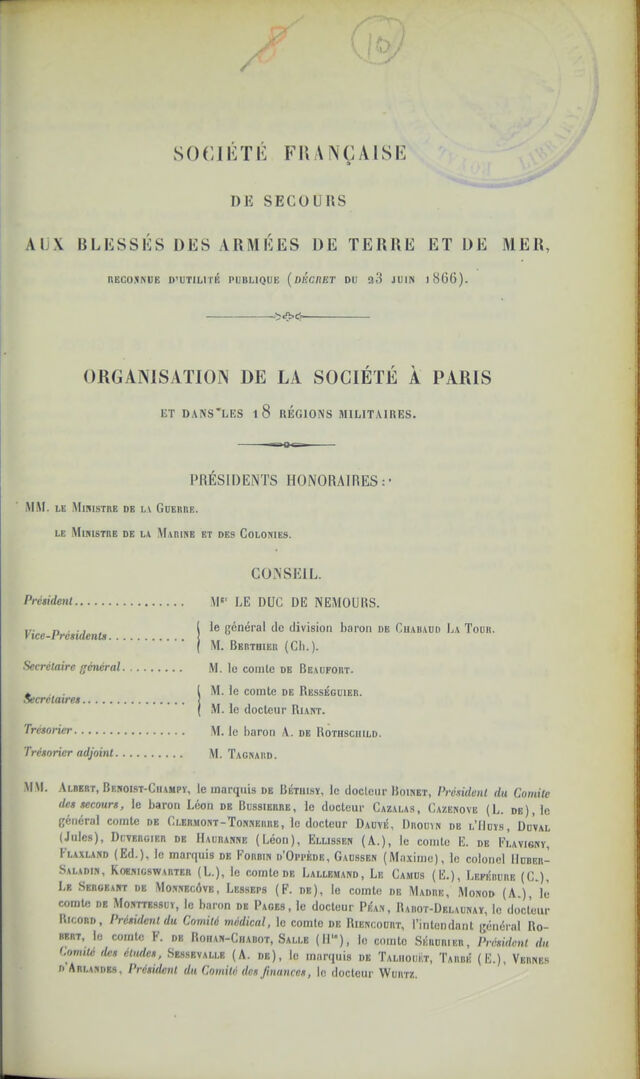 8
10
ROYAL
LIBRARY
SOCIÉTÉ FRANÇAISE
DE SECOURS
AUX BLESSÉS DES ARMÉES DE TERRE ET DE MER,
RECONNUE D'UTILITÉ PUBLIQUE (DÉCRET DU 23 JUIN 1866).
ORGANISATION DE LA SOCIÉTÉ À PARIS
ET DANS LES 18 RÉGIONS MILITAIRES.
PRÉSIDENTS HONORAIRES :
MM. LE MINISTRE DE LA GUERRE.
LE MINISTRE DE LA MARINE ET DES COLONIES.
CONSEIL.
Président................ Mgr LE DUC DE NEMOURS.
Vice-Présidents........... le général de division baron DE CHABAUD LA TOUR.
M. BERTHIER (Ch.).
Secrétaire général......... M. le comte DE BEAUFORT.
Secrétaires............... M. le comte DE RESSÉGUIER.
M. le docteur RIANT.
Trésorier................ M. le baron A. DE ROTHSCHILD.
Trésorier adjoint.......... M. TAGNARD.
MM. ALBERT, BENOIST-CHAMPY, le marquis DE BÉTHISY, le docteur BOINET, Président du Comite
des secours, le baron Léon DE BUSSIERRE, le docteur CAZALAS, CAZENOVE (L. DE), le
général comte DE CLERMONT-TONNERRE, le docteur DAUVÉ, DROUYN DE L'HUYS, DUVAL
(Jules), DUVERGIER DE HAURANNE (Léon), ELLISSEN (A.), le comte E. DE FLAVIGNY,
FLAXLAND (Ed.), le marquis DE FORBIN D'OPPÈDE, GAUSSEN (Maxime), le colonel HUBER-
SALADIN, KOENIGSWARTER (L.), le comte DE LALLEMAND, LE CAMUS (E.), LEFÉBURE (C.),
LE SERGEANT DE MONNECÔVE, LESSEPS (F. DE), le comte DE MADRE, MONOD (A.), le
comte DE MONTTESSUY, le baron DE PAGES, le docteur PÉAN, RABOT-DELAUNAY, le docteur
RICORD, Président du Comité médical, le comte DE RIENCOURT, l'intendant général RO-
BERT, le comte F. DE ROHAN-CHABOT, SALLE (Hte), le comte SÉRURIER, Président du
Comité des études, SESSEVALLE (A. DE), le marquis DE TALHOUËT, TARBÉ (E.), VERNES
D'ARLANDES, Président du Comité des finances, le docteur WURTZ.